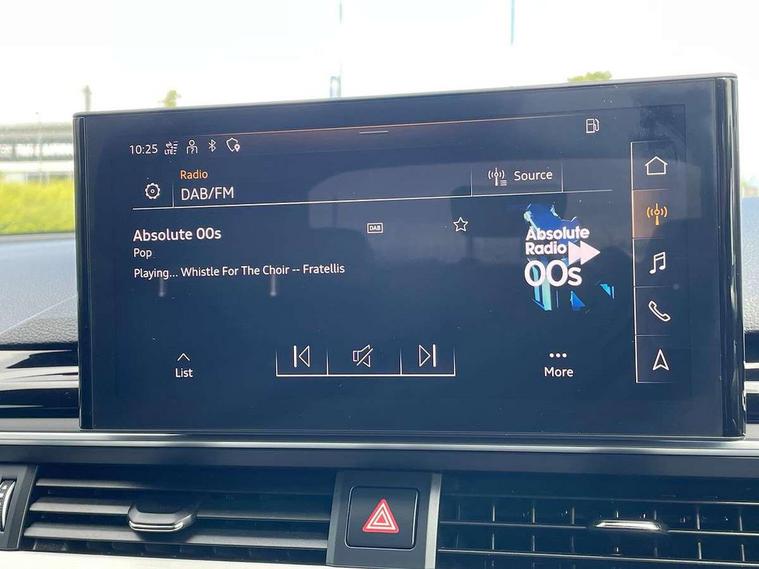 10:25 LTE
Radio
DAB/FM
Source
Absolute 00s
DAB
Pop
Playing... Whistle For The Choir -- Fratellis
Absolute
Radio
00s
List
More